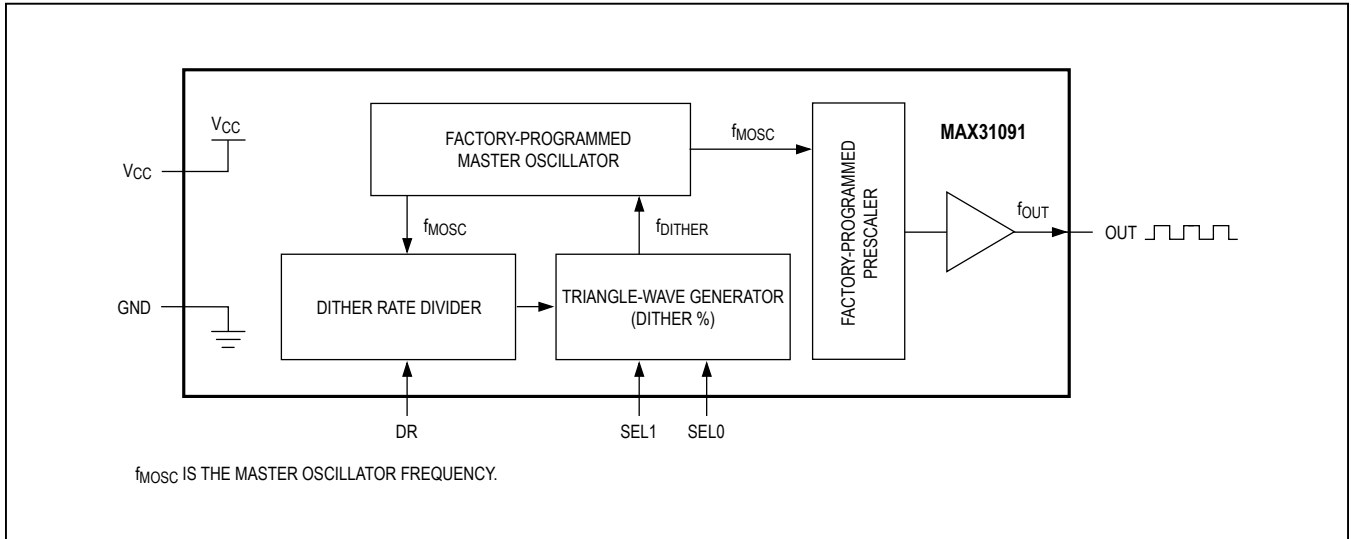 VCC
VCC
GND
FACTORY-PROGRAMMED
MASTER OSCILLATOR
fMOSC
fMOSC
fDITHER
DITHER RATE DIVIDER
TRIANGLE-WAVE GENERATOR
(DITHER %)
FACTORY-PROGRAMMED
PRESCALER
MAX31091
fOUT
OUT
DR
SEL1
SEL0
fMOSC IS THE MASTER OSCILLATOR FREQUENCY.